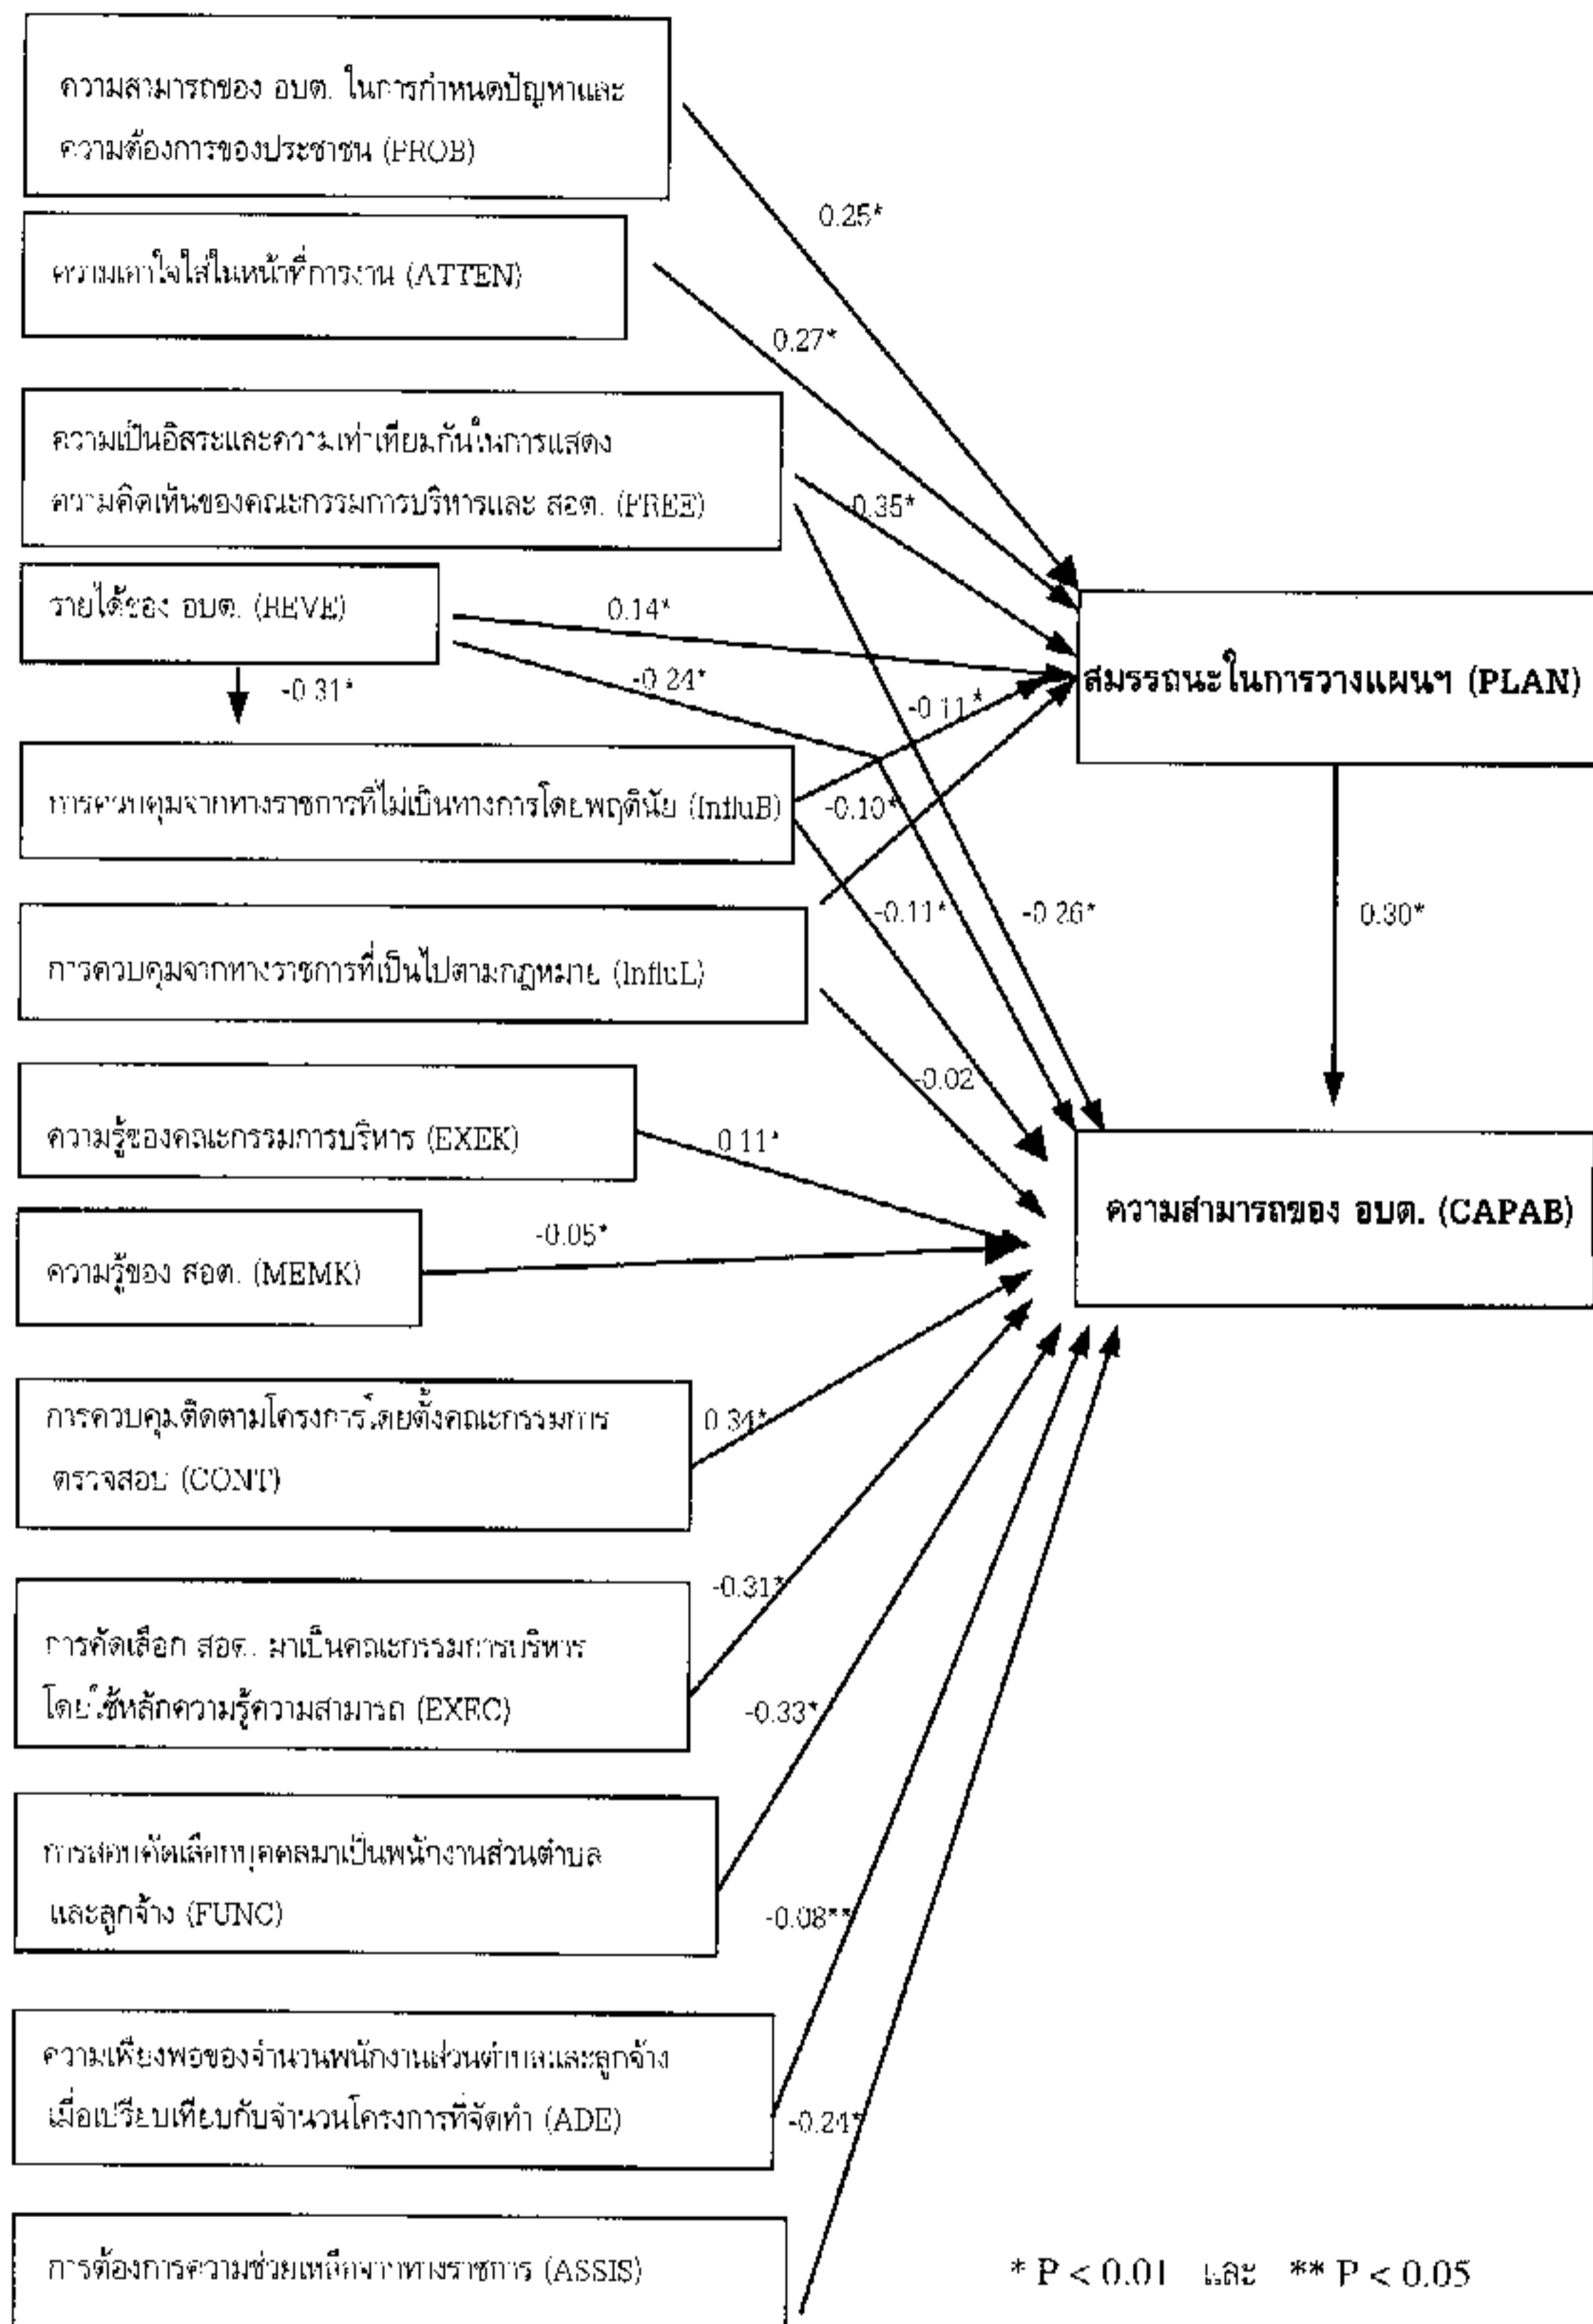 ความสามารถของ อบต. ในการกำหนดปัญหาและ
ความต้องการของประชาชน (PROB)
0.25*
ความเอาใจใส่ในหน้าที่การงาน (ATTEN)
0.27*
ความเป็นอิสระและความเท่าเทียมกันในการแสดง
ความคิดเห็นของคณะกรรมการบริหารและ สอต. (FREE)
-0.35*
รายได้ของ อบต. (REVE)
0.14*
-0.24*
-0.31*
สมรรถนะในการวางแผนฯ (PLAN)
-0.11*
การควบคุมจากทางราชการที่ไม่เป็นทางการโดยพฤตินัย (InfluB)
-0.10*
-0.11*
-0.26*
0.30*
การควบคุมจากทางราชการที่เป็นไปตามกฎหมาย (InfluL)
-0.02
ความรู้ของคณะกรรมการบริหาร (EXEK)
0.11*
ความสามารถของ อบต. (CAPAB)
ความรู้ของ สอต. (MEMK)
-0.05*
การควบคุมติดตามโครงการโดยตั้งคณะกรรมการ
ตรวจสอบ (CONT)
0.34*
-0.31*
การคัดเลือก สอต. มาเป็นคณะกรรมการบริหาร
โดยใช้หลักความรู้ความสามารถ (EXEC)
-0.33*
การสอบคัดเลือกบุคคลมาเป็นพนักงานส่วนตำบล
และลูกจ้าง (FUNC)
-0.08**
ความเพียงพอของจำนวนพนักงานส่วนตำบลและลูกจ้าง
เมื่อเปรียบเทียบกับจำนวนโครงการที่จัดทำ (ADE)
-0.24*
การต้องการความช่วยเหลือจากทางราชการ (ASSIS)
* P < 0.01 และ ** P < 0.05